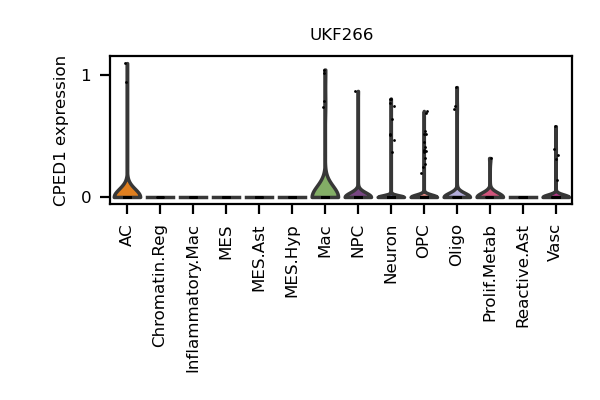 UKF266
CPED1 expression
1
0
AC
Chromatin.Reg
Inflammatory.Mac
MES
MES.Ast
MES.Hyp
Mac
NPC
Neuron
OPC
Oligo
Prolif.Metab
Reactive.Ast
Vasc